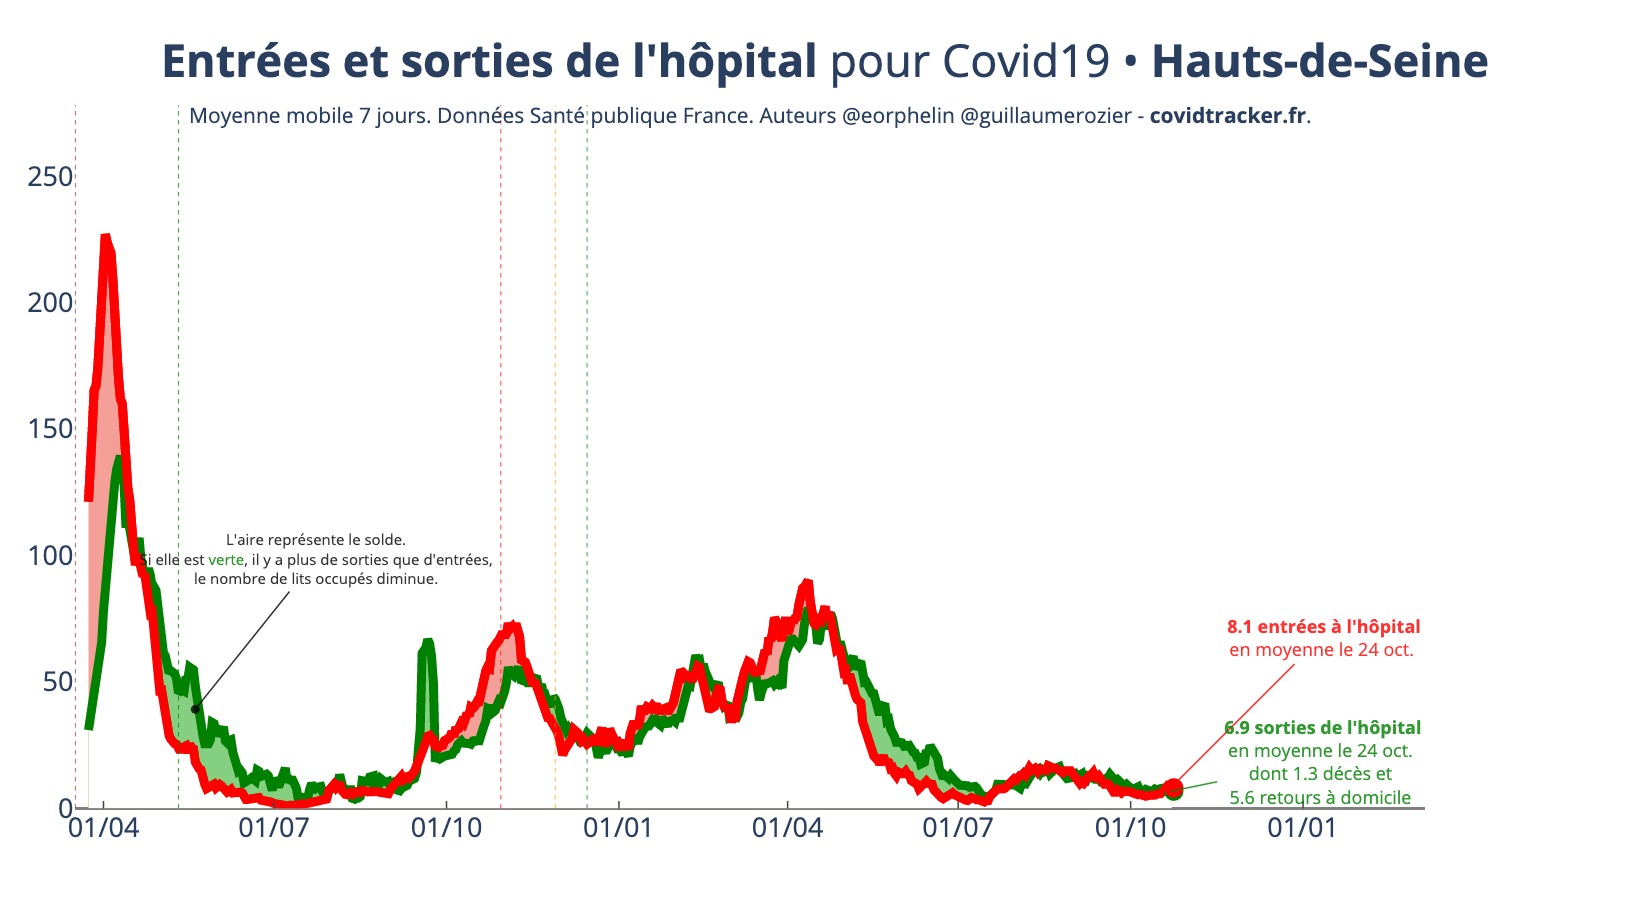 Entrées et sorties de l'hôpital pour Covid19 • Hauts-de-Seine
Moyenne mobile 7 jours. Données Santé publique France. Auteurs @eorphelin @guillaumerozier - covidtracker.fr.
250
200
150
100
50
0
L'aire représente le solde.
Si elle est verte, il y a plus de sorties que d'entrées,
le nombre de lits occupés diminue.
8.1 entrées à l'hôpital
en moyenne le 24 oct.
6.9 sorties de l'hôpital
en moyenne le 24 oct.
dont 1.3 décès et
5.6 retours à domicile
01/04 01/07 01/10 01/01 01/04 01/07 01/10 01/01